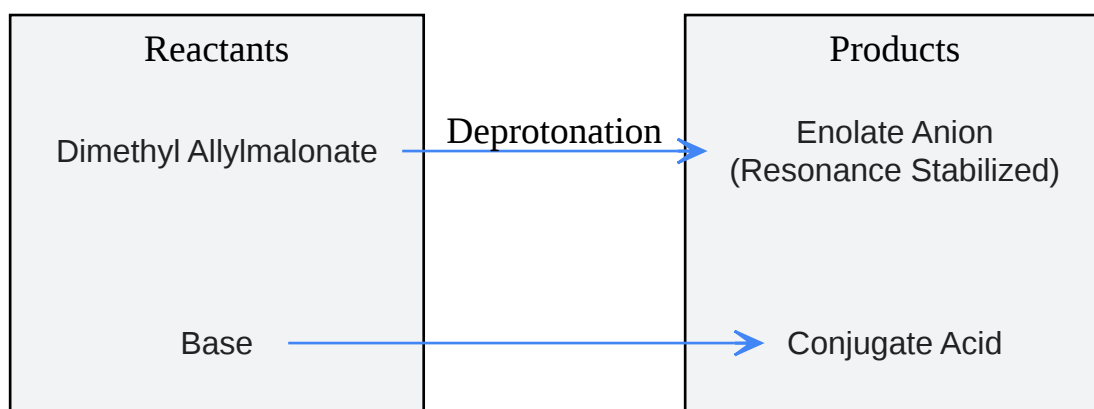 Reactants
Products
Deprotonation
Dimethyl Allylmalonate
Enolate Anion
(Resonance Stabilized)
Base
Conjugate Acid